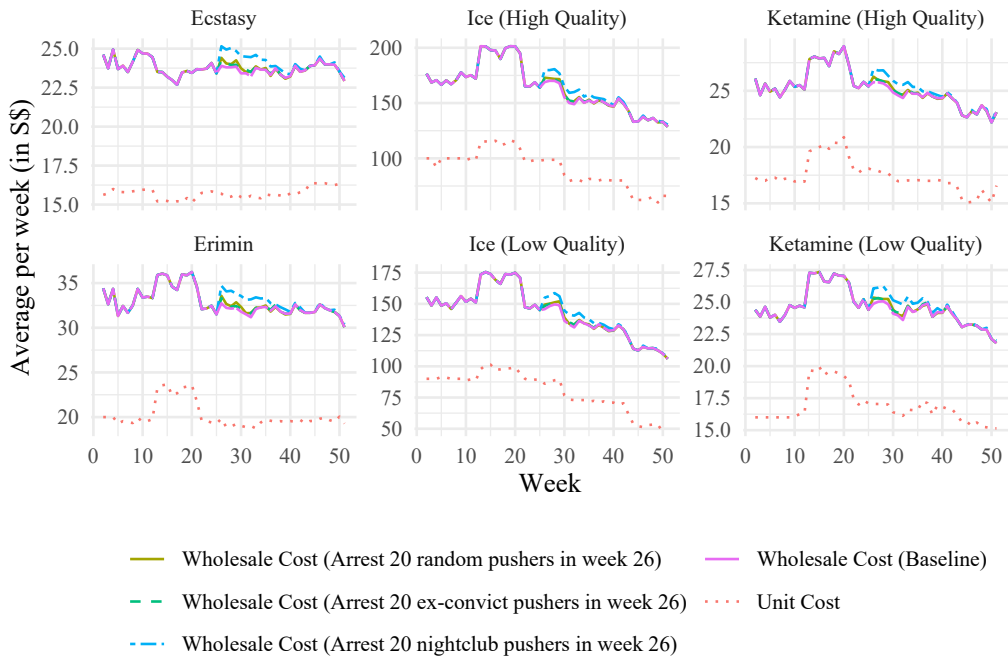 Ecstasy Ice (High Quality) Ketamine (High Quality)
25.0 200
22.5 150 25
20.0
17.5 100 20
15.0 15
Average per week (in S$)
Erimin Ice (Low Quality) Ketamine (Low Quality)
35 175 27.5
150 25.0
30 125 22.5
25 100 20.0
75 17.5
20 50 15.0
0 10 20 30 40 50 0 10 20 30 40 50 0 10 20 30 40 50
Week
Wholesale Cost (Arrest 20 random pushers in week 26) Wholesale Cost (Baseline)
Wholesale Cost (Arrest 20 ex-convict pushers in week 26) Unit Cost
Wholesale Cost (Arrest 20 nightclub pushers in week 26)